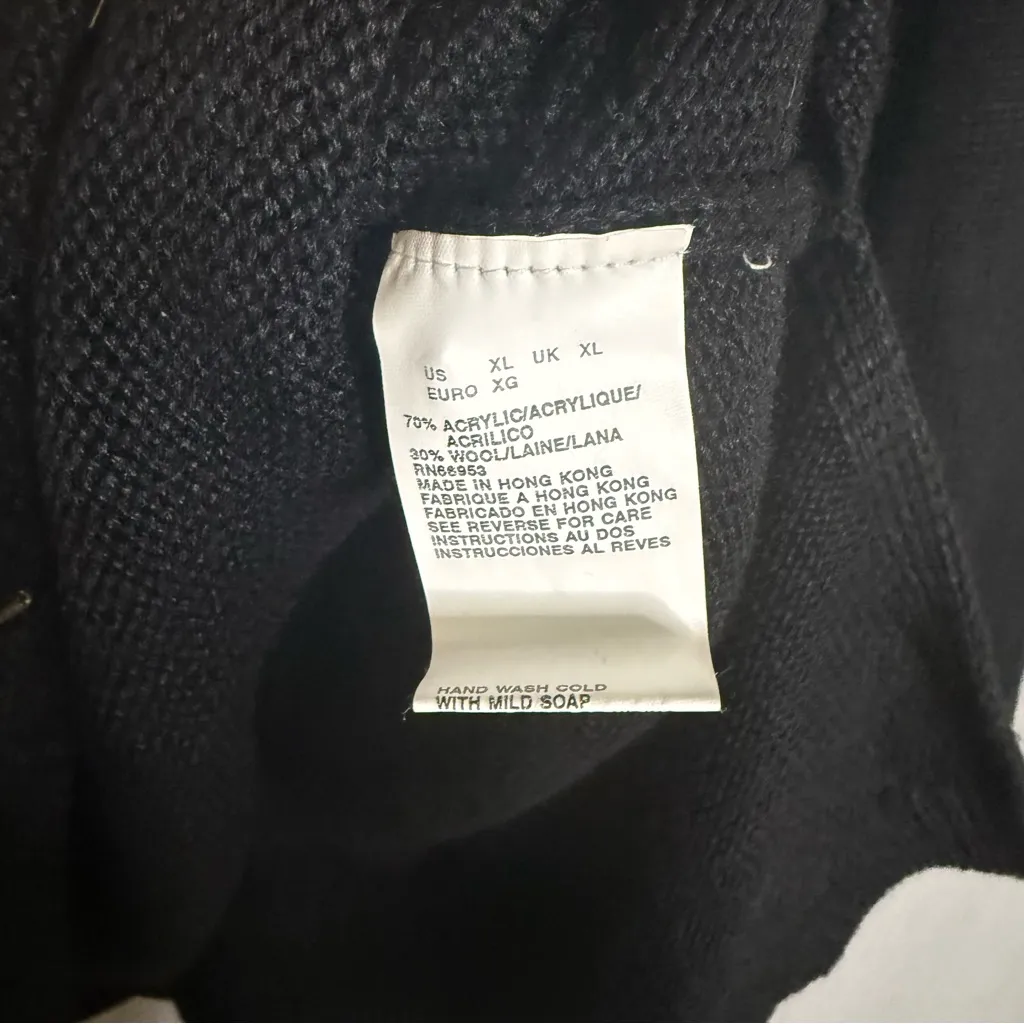 US XL UK XL
EURO XG
70% ACRYLIC/ACRYLIQUE/
ACRILICO
30% WOOL/LAINE/LANA
RN66953
MADE IN HONG KONG
FABRIQUE A HONG KONG
FABRICADO EN HONG KONG
SEE REVERSE FOR CARE
INSTRUCTIONS AU DOS
INSTRUCCIONES AL REVES
HAND WASH COLD
WITH MILD SOAP